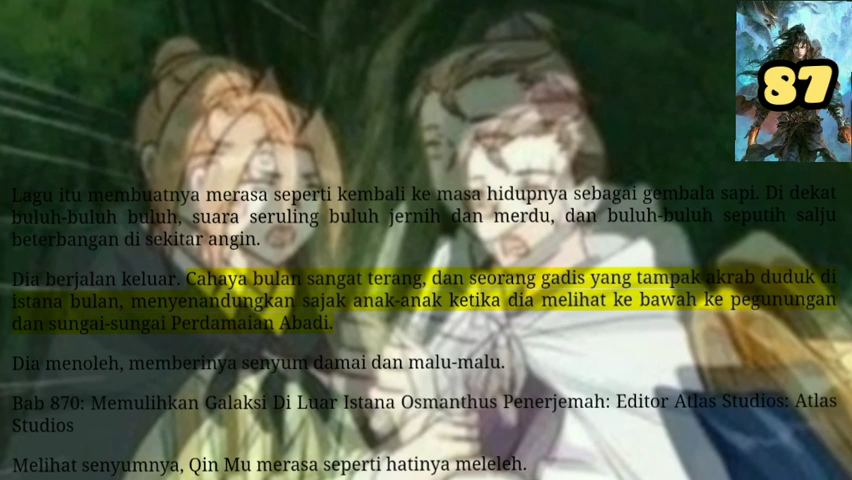 87
Lagu itu membuatnya merasa seperti kembali ke masa hidupnya sebagai gembala sapi. Di dekat
buluh-buluh buluh, suara seruling buluh jernih dan merdu, dan buluh-buluh seputih salju
beterbangan di sekitar angin.
Dia berjalan keluar. Cahaya bulan sangat terang, dan seorang gadis yang tampak akrab duduk di
istana bulan, menyenandungkan sajak anak-anak ketika dia melihat ke bawah ke pegunungan
dan sungai-sungai Perdamaian Abadi.
Dia menoleh, memberinya senyum damai dan malu-malu.
Bab 870: Memulihkan Galaksi Di Luar Istana Osmanthus Penerjemah: Editor Atlas Studios: Atlas
Studios
Melihat senyumnya, Qin Mu merasa seperti hatinya meleleh.